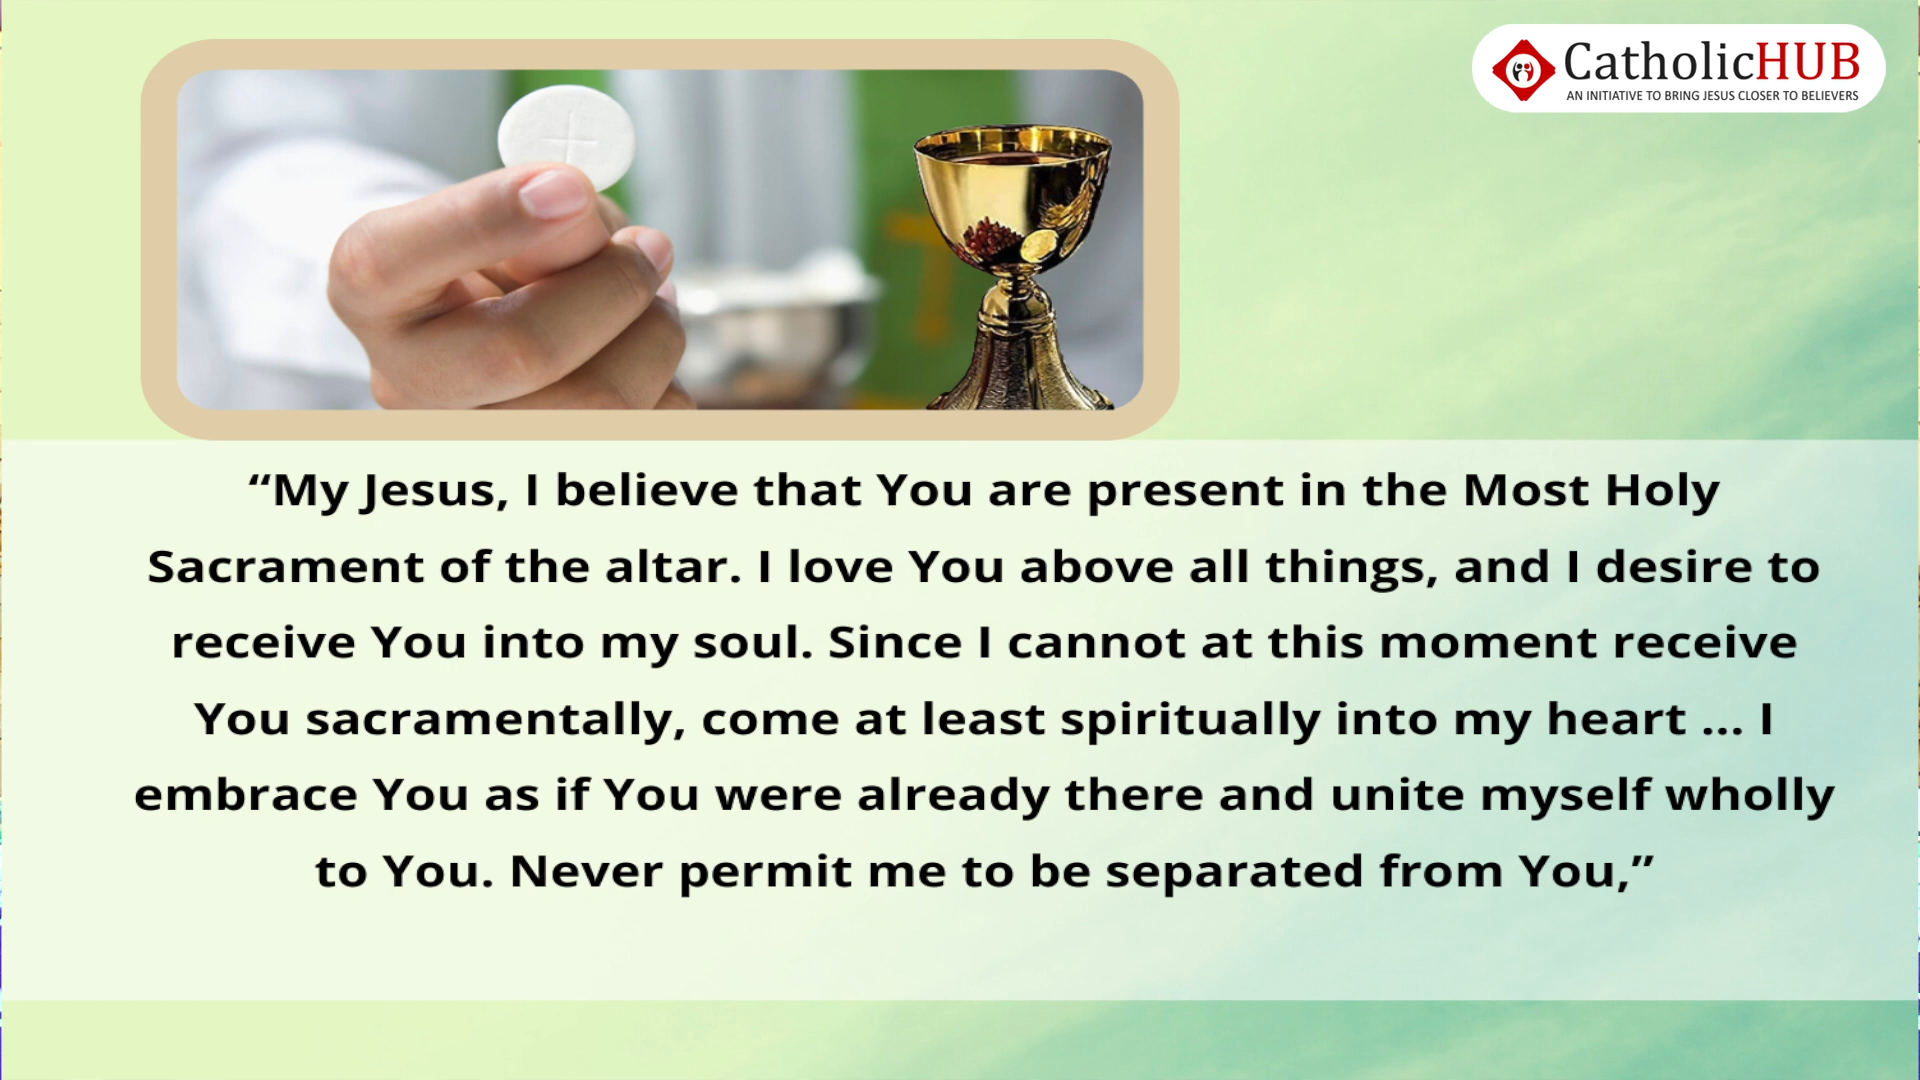 CatholicHUB
AN INITIATIVE TO BRING JESUS CLOSER TO BELIEVERS
“My Jesus, I believe that You are present in the Most Holy
Sacrament of the altar. I love You above all things, and I desire to
receive You into my soul. Since I cannot at this moment receive
You sacramentally, come at least spiritually into my heart ... I
embrace You as if You were already there and unite myself wholly
to You. Never permit me to be separated from You,”